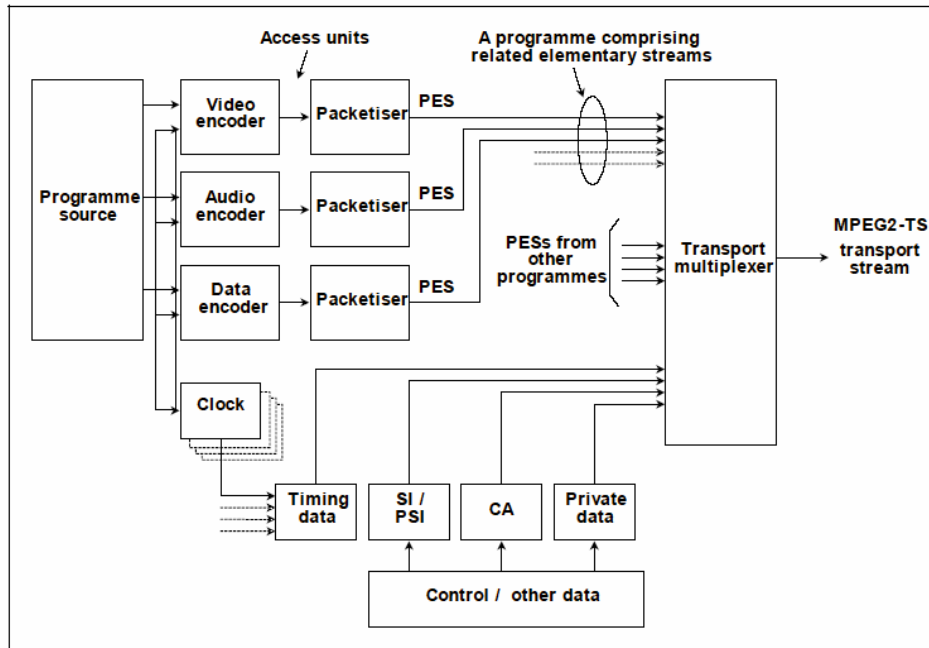 Access units
A programme comprising
related elementary streams
Programme
source
Video
encoder
Packetiser
PES
Audio
encoder
Packetiser
PES
Data
encoder
Packetiser
PES
PESs from
other
programmes
Transport
multiplexer
MPEG2-TS
transport
stream
Clock
Timing
data
SI /
PSI
CA
Private
data
Control / other data